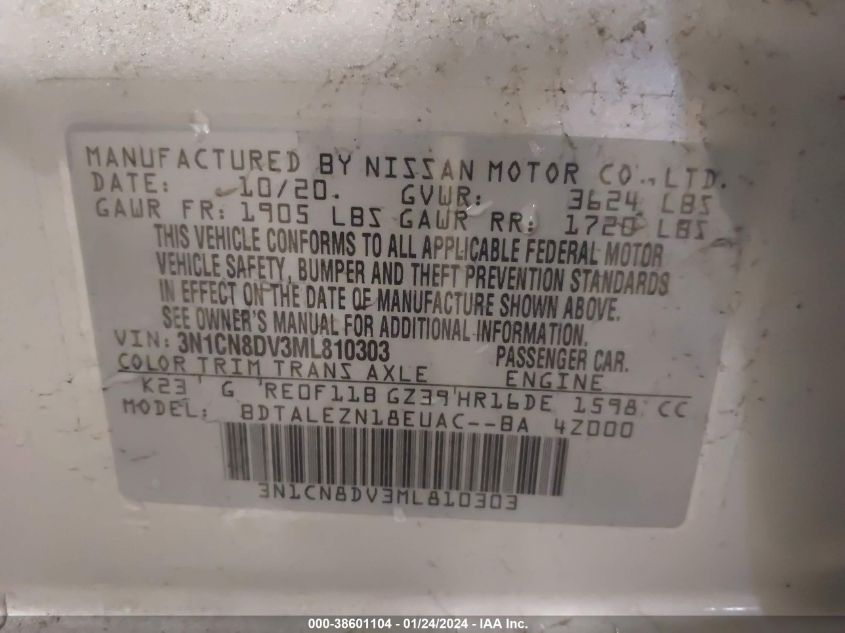 MANUFACTURED BY NISSAN MOTOR CO., LTD.
DATE: 10/20. GVWR: 3624 LBS
GAWR FR: 1905 LBS GAWR RR: 1720 LBS
THIS VEHICLE CONFORMS TO ALL APPLICABLE FEDERAL MOTOR
VEHICLE SAFETY, BUMPER AND THEFT PREVENTION STANDARDS
IN EFFECT ON THE DATE OF MANUFACTURE SHOWN ABOVE.
SEE OWNER'S MANUAL FOR ADDITIONAL INFORMATION.
VIN: 3N1CN8DV3ML810303 PASSENGER CAR.
COLOR TRIM TRANS AXLE ENGINE
K23 ' G 'RE0F11B GZ39'HR16DE 1598 CC
MODEL: BDTALEZN18EUAC--BA 4Z000
3N1CN8DV3ML810303
000-38601104 - 01/24/2024 - IAA Inc.